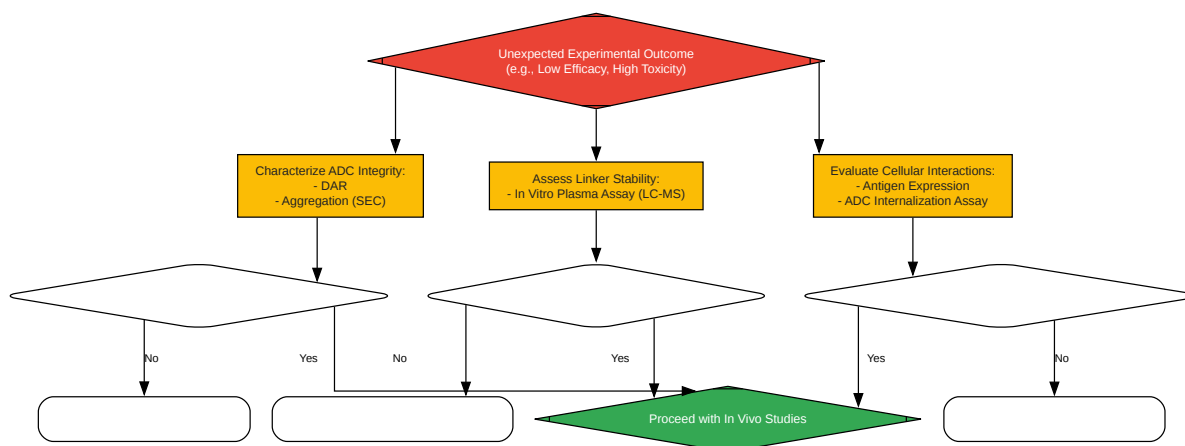 Unexpected Experimental Outcome
(e.g., Low Efficacy, High Toxicity)
Characterize ADC Integrity:
- DAR
- Aggregation (SEC)
Assess Linker Stability:
- In Vitro Plasma Assay (LC-MS)
Evaluate Cellular Interactions:
- Antigen Expression
- ADC Internalization Assay
No
Yes
No
Yes
Yes
No
Proceed with In Vivo Studies